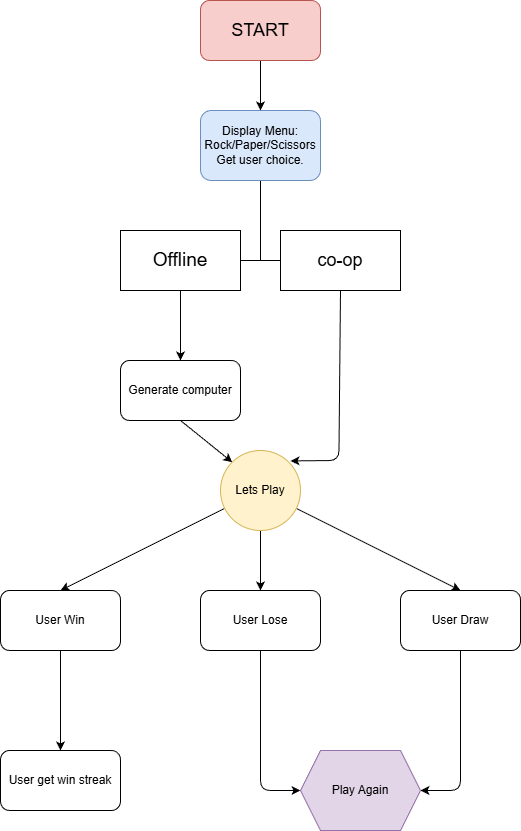 START
Display Menu:
Rock/Paper/Scissors
Get user choice.
Offline
co-op
Generate computer
Lets Play
User Win
User Lose
User Draw
User get win streak
Play Again